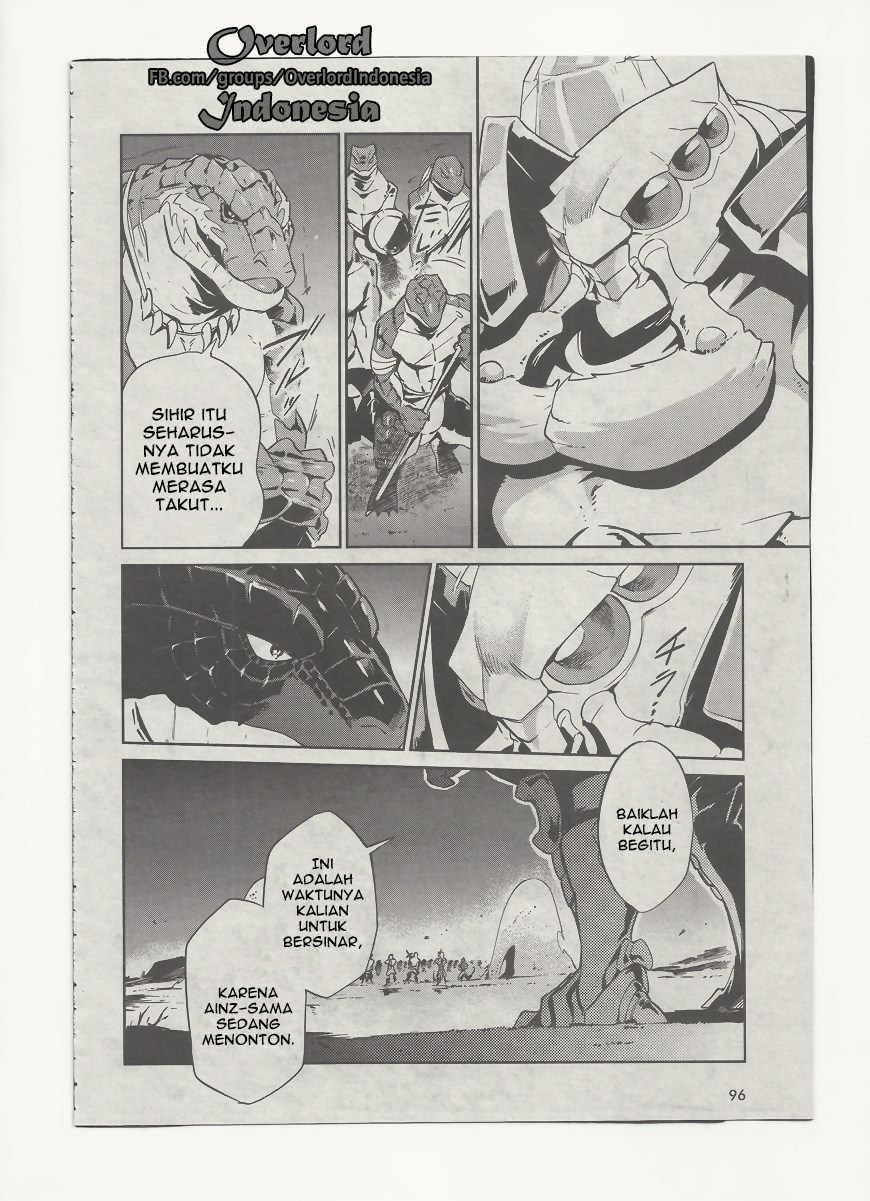 Overlord
FB.com/groups/OverlordIndonesia
Indonesia
SIHIR ITU
SEHARUS-
NYA TIDAK
MEMBUATKU
MERASA
TAKUT...
チラ
BAIKLAH
KALAU
BEGITU,
INI
ADALAH
WAKTUNYA
KALIAN
UNTUK
BERSINAR,
KARENA
AINZ-SAMA
SEDANG
MENONTON.
96